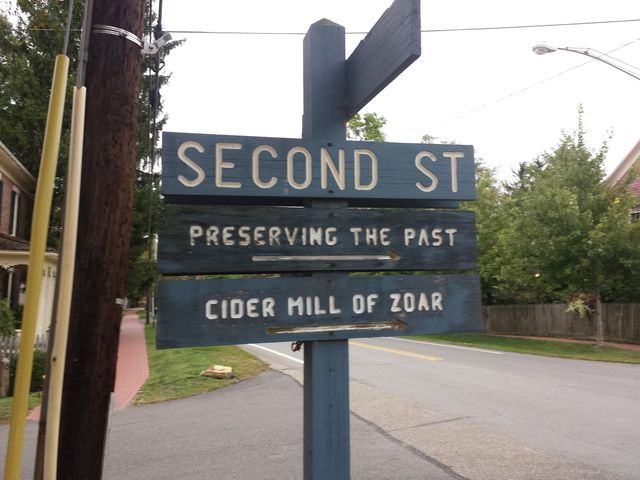 SECOND ST
PRESERVING THE PAST
CIDER MILL OF ZOAR